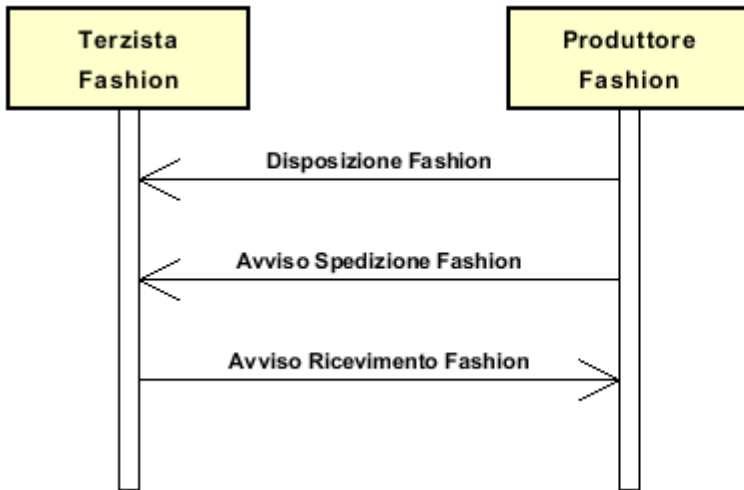 Terzista
Fashion
Produttore
Fashion
Disposizione Fashion
Avviso Spedizione Fashion
Avviso Ricevimento Fashion